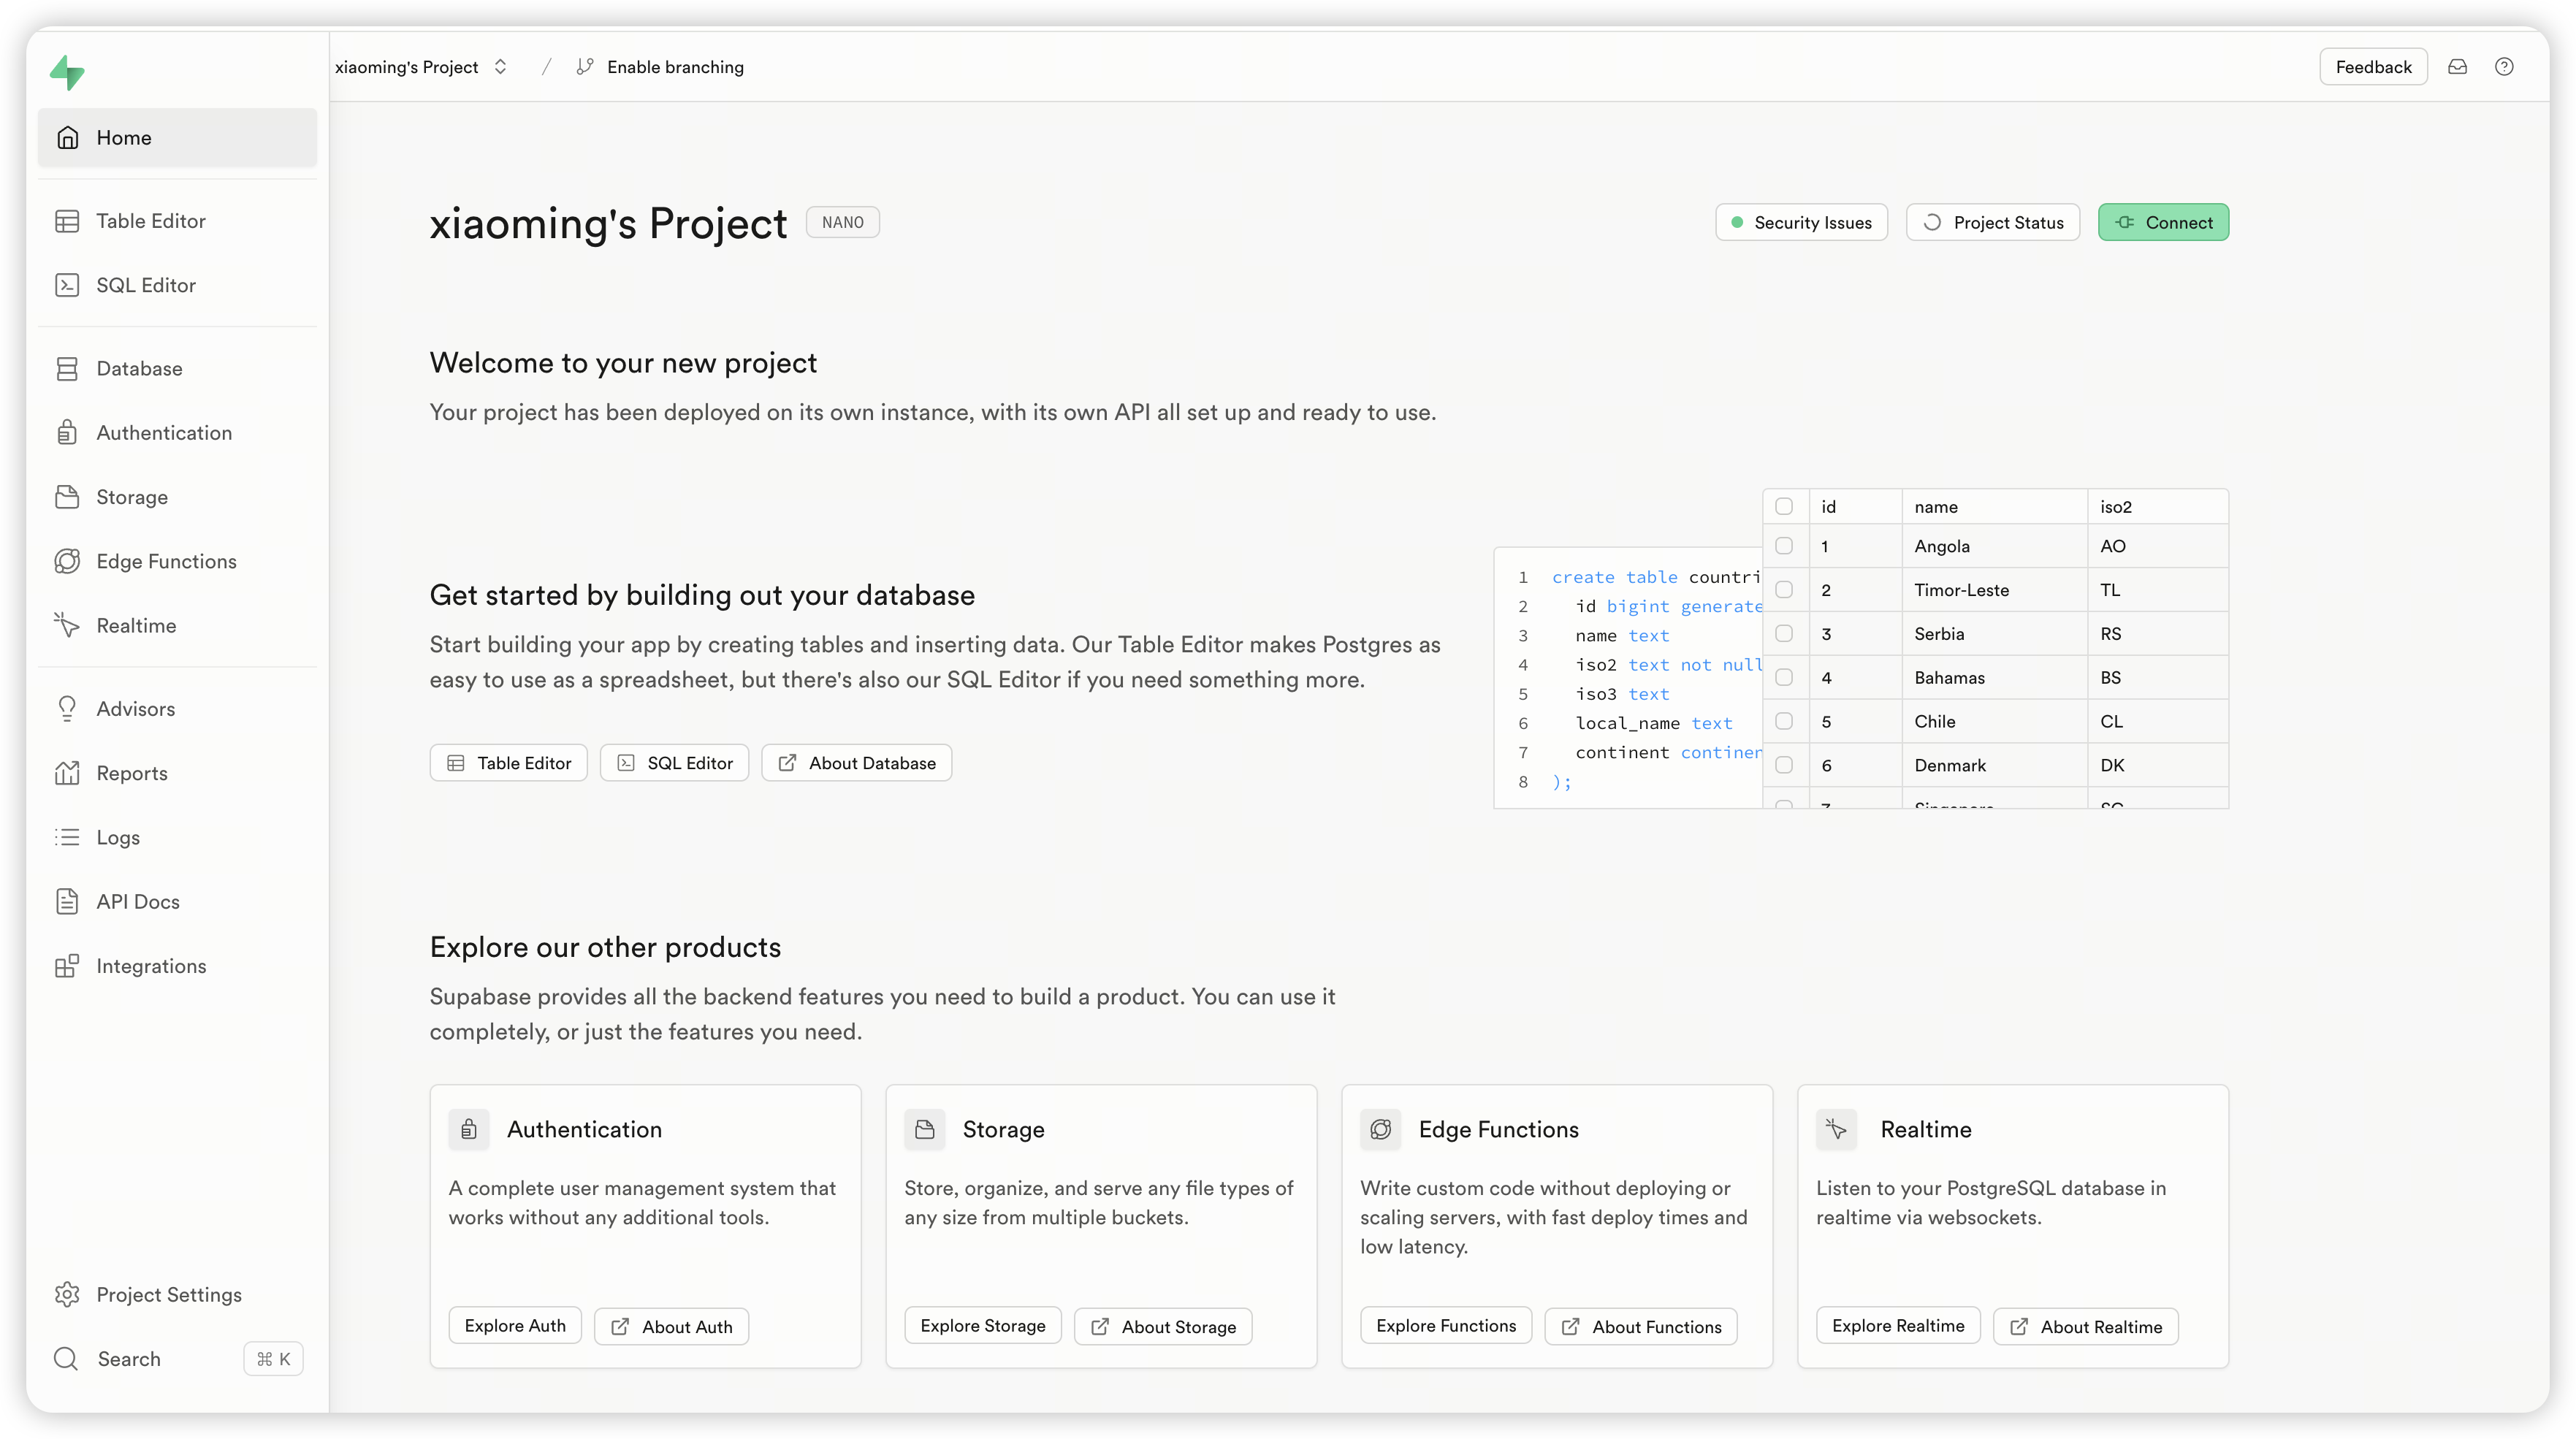 xiaoming's Project
/
Enable branching
Feedback
Home
Table Editor
SQL Editor
Database
Authentication
Storage
Edge Functions
Realtime
Advisors
Reports
Logs
API Docs
Integrations
Project Settings
Search
⌘ K
xiaoming's Project
NANO
Security Issues
Project Status
Connect
Welcome to your new project
Your project has been deployed on its own instance, with its own API all set up and ready to use.
Get started by building out your database
Start building your app by creating tables and inserting data. Our Table Editor makes Postgres as
easy to use as a spreadsheet, but there's also our SQL Editor if you need something more.
Table Editor
SQL Editor
About Database
1 create table countri
2 id bigint generate
3 name text
4 iso2 text not null
5 iso3 text
6 local_name text
7 continent continen
8 );
id name iso2
1 Angola AO
2 Timor-Leste TL
3 Serbia RS
4 Bahamas BS
5 Chile CL
6 Denmark DK
Explore our other products
Supabase provides all the backend features you need to build a product. You can use it
completely, or just the features you need.
Authentication
A complete user management system that
works without any additional tools.
Explore Auth
About Auth
Storage
Store, organize, and serve any file types of
any size from multiple buckets.
Explore Storage
About Storage
Edge Functions
Write custom code without deploying or
scaling servers, with fast deploy times and
low latency.
Explore Functions
About Functions
Realtime
Listen to your PostgreSQL database in
realtime via websockets.
Explore Realtime
About Realtime